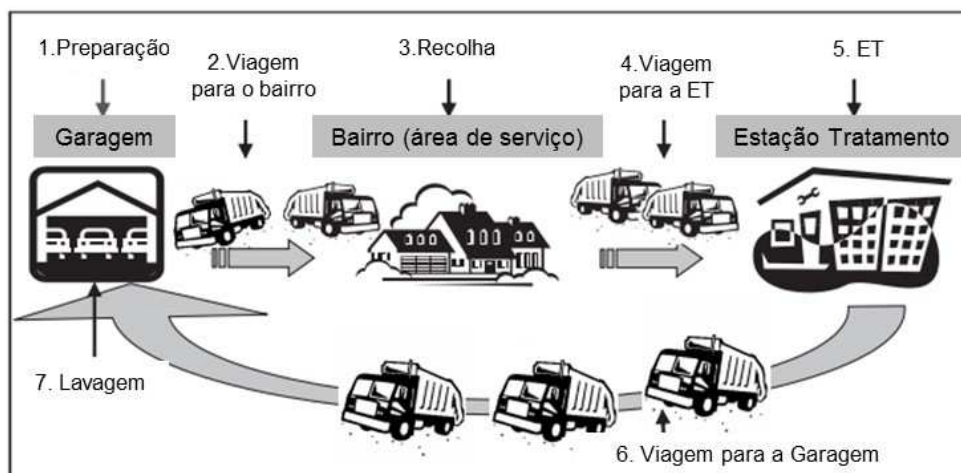 1.Preparação
2.Viagem
para o bairro
3.Recolha
4.Viagem
para a ET
5. ET
Garagem
Bairro (área de serviço)
Estação Tratamento
7. Lavagem
6. Viagem para a Garagem